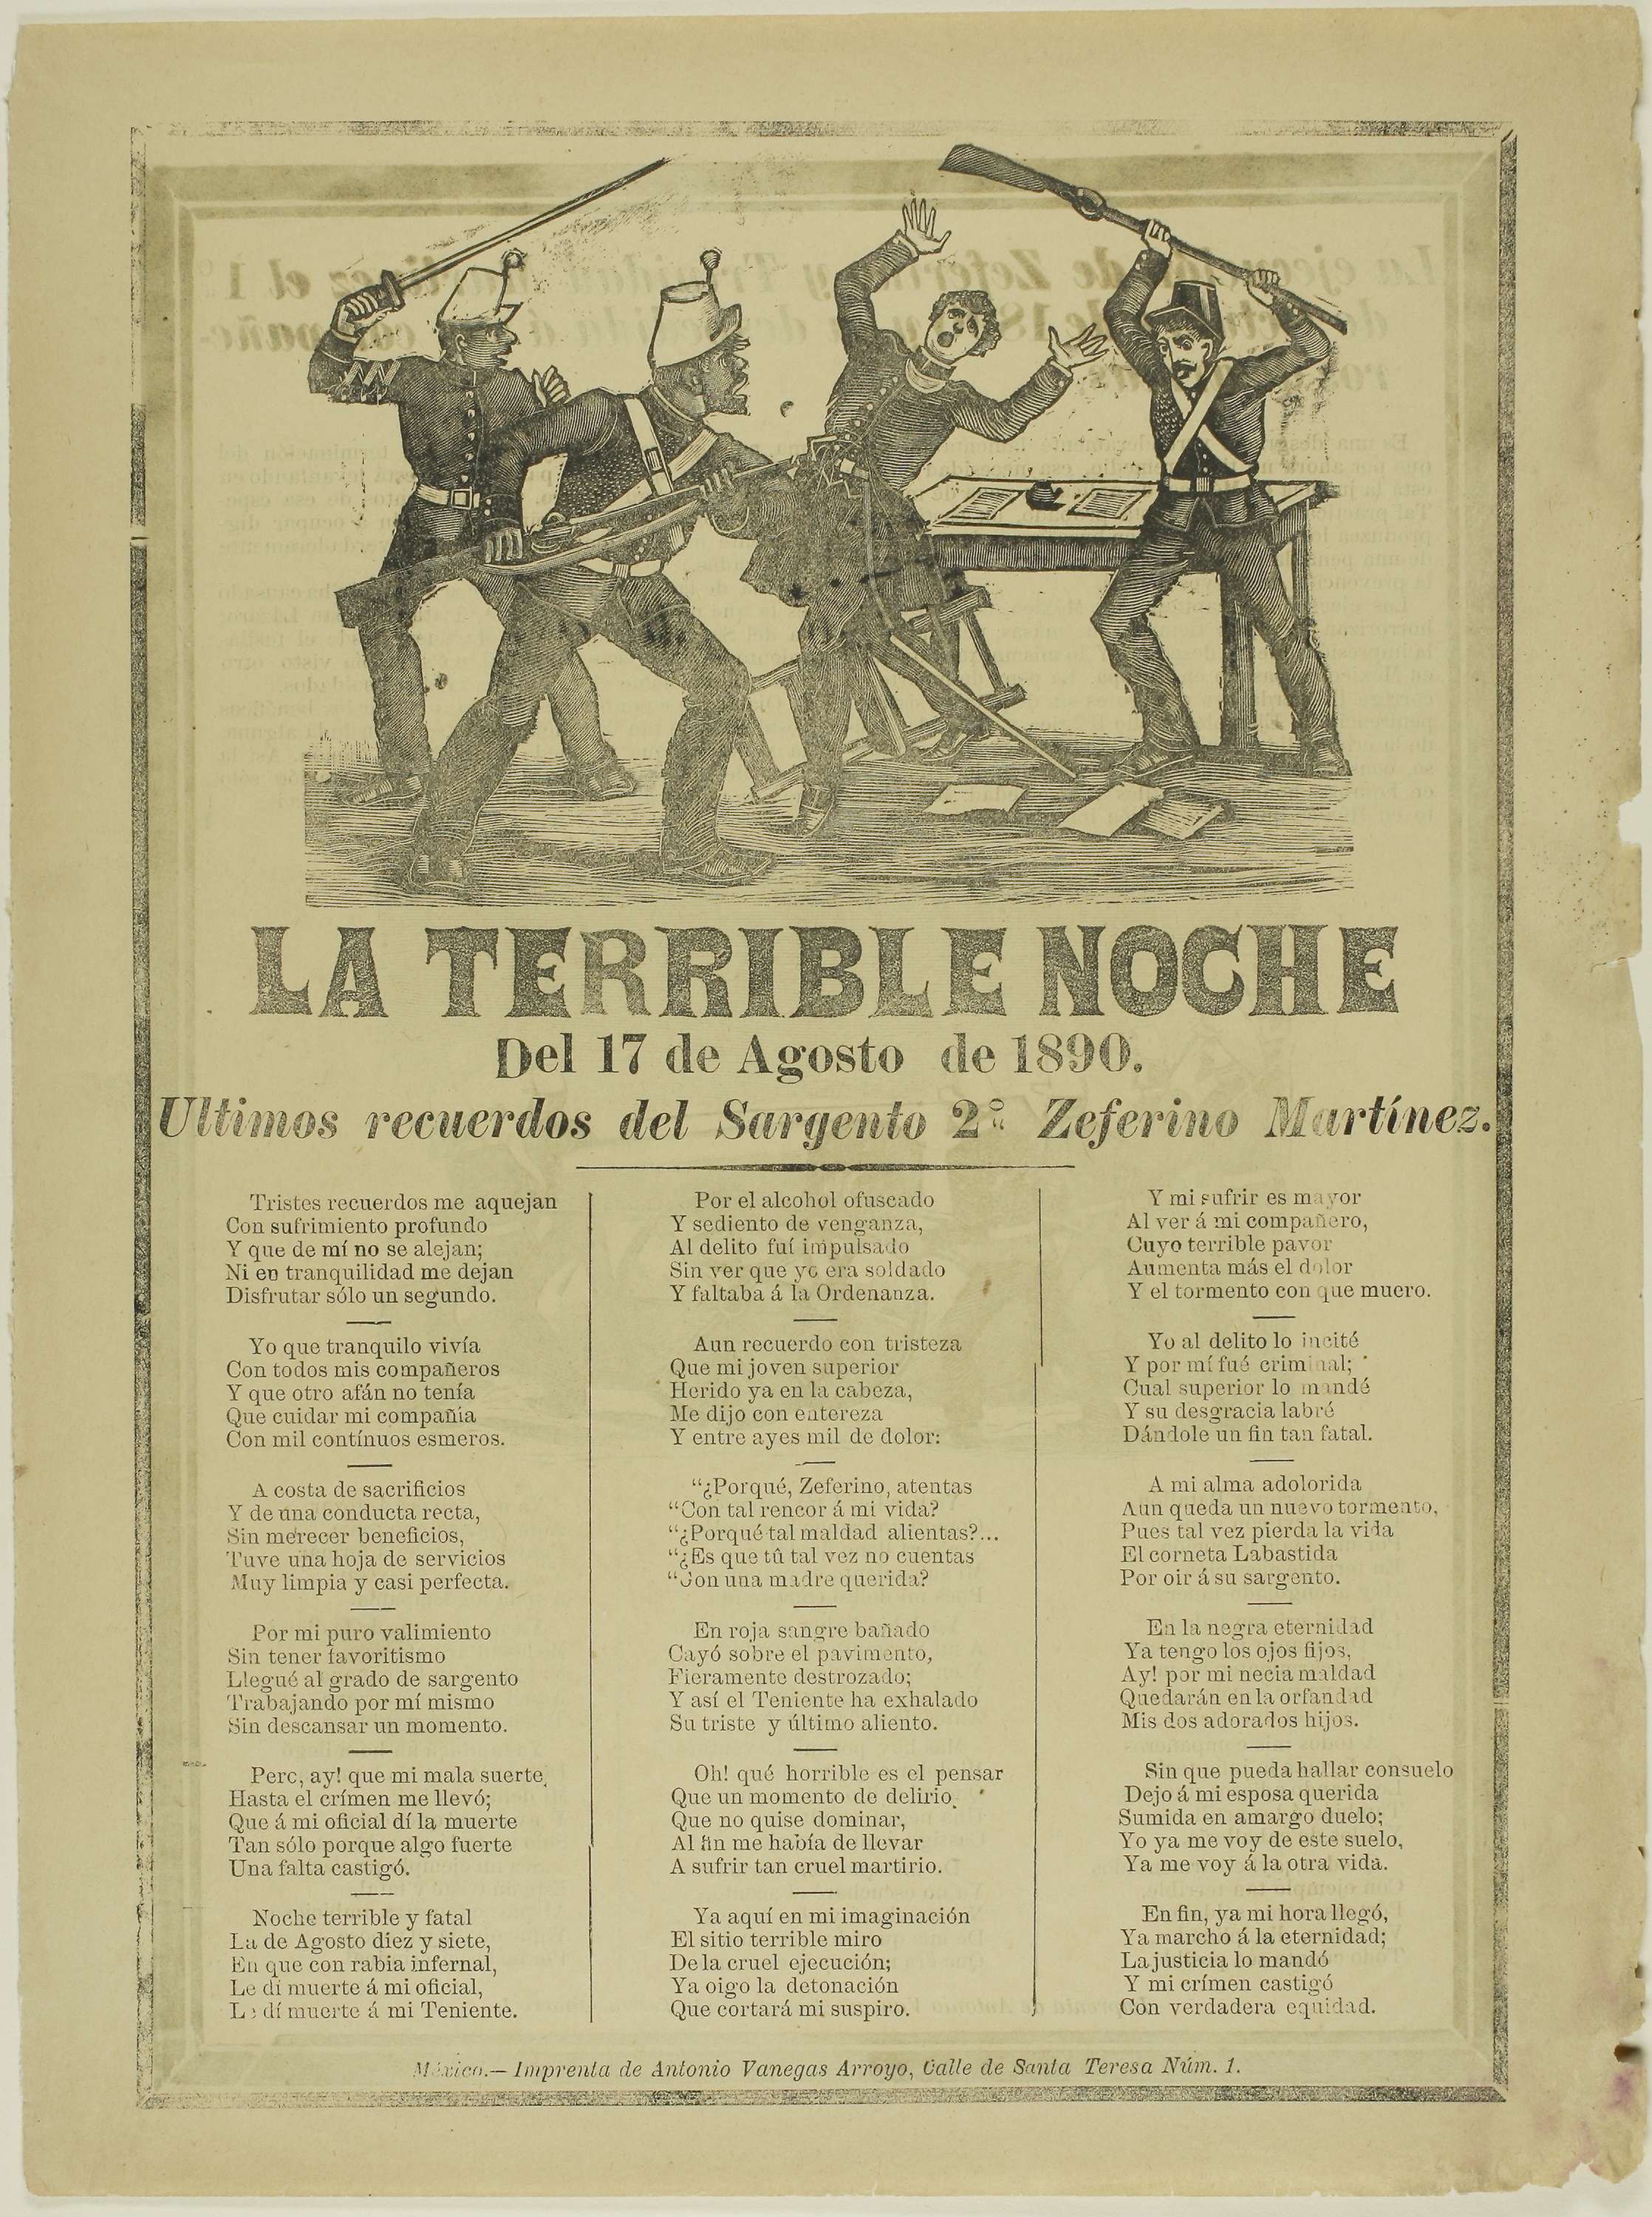 LA TERRIBLE NOCHE
Del 17 de Agosto de 1890.
Ultimos recuerdos del Sargento 2º Zeferino Martínez.
Tristes recuerdos me aquejan
Con sufrimiento profundo
Y que de mí no se alejan;
Ni en tranquilidad me dejan
Disfrutar sólo un segundo.
Yo que tranquilo vivía
Con todos mis compañeros
Y que otro afán no tenía
Que cuidar mi compañía
Con mil contínuos esmeros.
A costa de sacrificios
Y de una conducta recta,
Sin merecer beneficios,
Tuve una hoja de servicios
Muy limpia y casi perfecta.
Por mi puro valimiento
Sin tener favoritismo
Llegué al grado de sargento
Trabajando por mí mismo
Sin descansar un momento.
Pero, ay! que mi mala suerte
Hasta el crímen me llevó;
Que á mi oficial dí la muerte
Tan sólo porque algo fuerte
Una falta castigó.
Noche terrible y fatal
La de Agosto diez y siete,
En que con rabia infernal,
Le dí muerte á mi oficial,
Le dí muerte á mi Teniente.
Por el alcohol ofuscado
Y sediento de venganza,
Al delito fuí impulsado
Sin ver que yo era soldado
Y faltaba á la Ordenanza.
Aun recuerdo con tristeza
Que mi joven superior
Herido ya en la cabeza,
Me dijo con entereza
Y entre ayes mil de dolor:
"¿Porqué, Zeferino, atentas
"Con tal rencor á mi vida?
"¿Porqué tal maldad alientas?...
"¿Es que tû tal vez no cuentas
"Con una madre querida?
En roja sangre bañado
Cayó sobre el pavimento,
Fieramente destrozado;
Y así el Teniente ha exhalado
Su triste y último aliento.
Oh! qué horrible es el pensar
Que un momento de delirio,
Que no quise dominar,
Al fin me había de llevar
A sufrir tan cruel martirio.
Ya aquí en mi imaginación
El sitio terrible miro
De la cruel ejecución;
Ya oigo la detonación
Que cortará mi suspiro.
Y mi sufrir es mayor
Al ver á mi compañero,
Cuyo terrible pavor
Aumenta más el dolor
Y el tormento con que muero.
Yo al delito lo incité
Y por mí fué criminal;
Cual superior lo mandé
Y su desgracia labré
Dándole un fin tan fatal.
A mi alma adolorida
Aun queda un nuevo tormento,
Pues tal vez pierda la vida
El corneta Labastida
Por oir á su sargento.
En la negra eternidad
Ya tengo los ojos fijos,
Ay! por mi necia maldad
Quedarán en la orfandad
Mis dos adorados hijos.
Sin que pueda hallar consuelo
Dejo á mi esposa querida
Sumida en amargo duelo;
Yo ya me voy de este suelo,
Ya me voy á la otra vida.
En fin, ya mi hora llegó,
Ya marcho á la eternidad;
La justicia lo mandó
Y mi crímen castigó
Con verdadera equidad.
México.—Imprenta de Antonio Vanegas Arroyo, Calle de Santa Teresa Núm. 1.